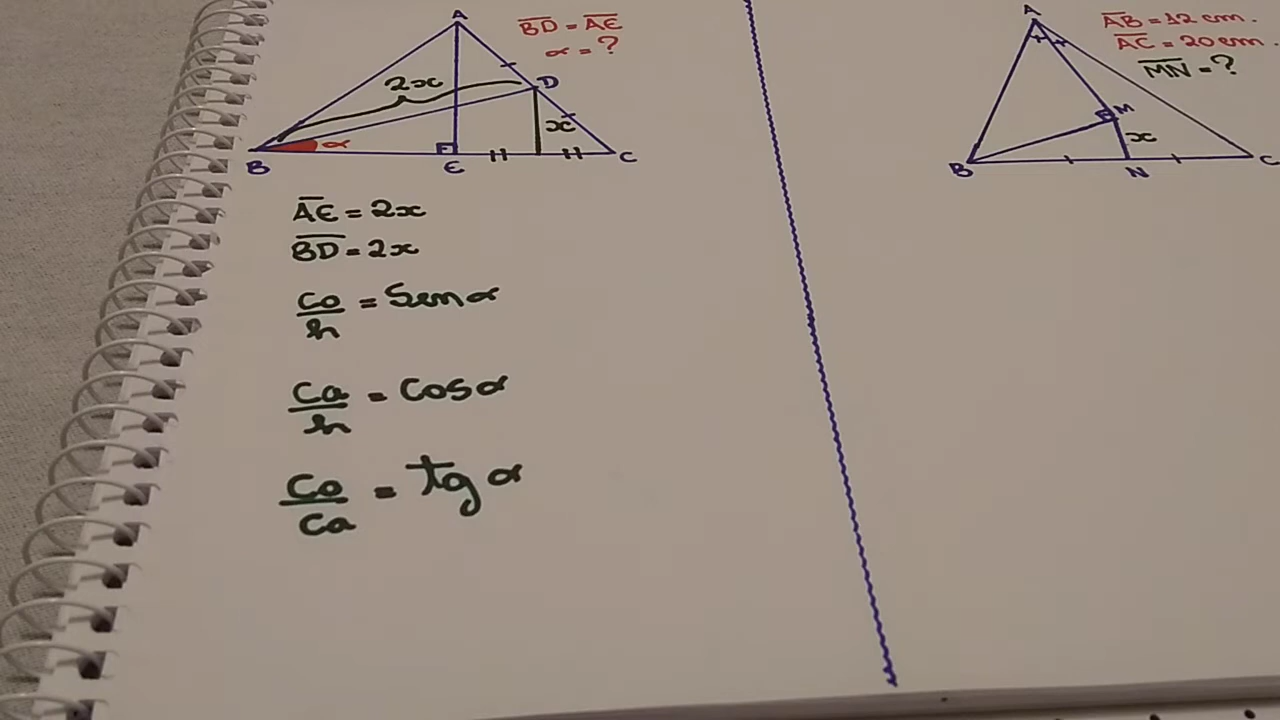 A
BD = AE
α = ?
2x
D
x
α
B
E
C
AE = 2x
BD = 2x
co/h = Sen α
ca/h = cos α
co/ca = tg α
A
AB = 12 cm.
AC = 20 cm.
MN = ?
M
x
B
N
C